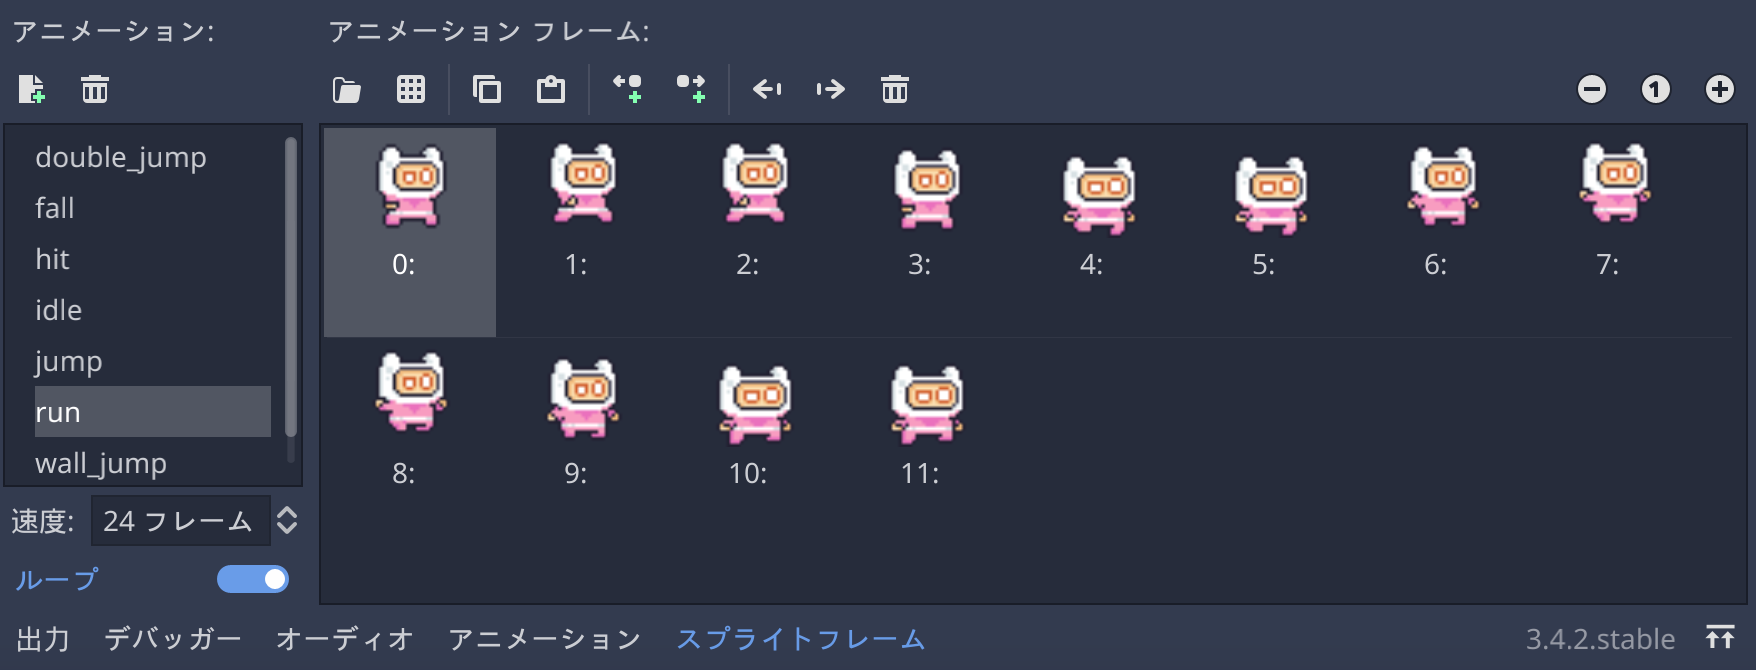 アニメーション:
アニメーション フレーム:
1
double_jump
fall
hit
idle
jump
run
wall_jump
0:
1:
2:
3:
4:
5:
6:
7:
8:
9:
10:
11:
速度: 24 フレーム
ループ
出力 デバッガー オーディオ アニメーション スプライトフレーム 3.4.2.stable